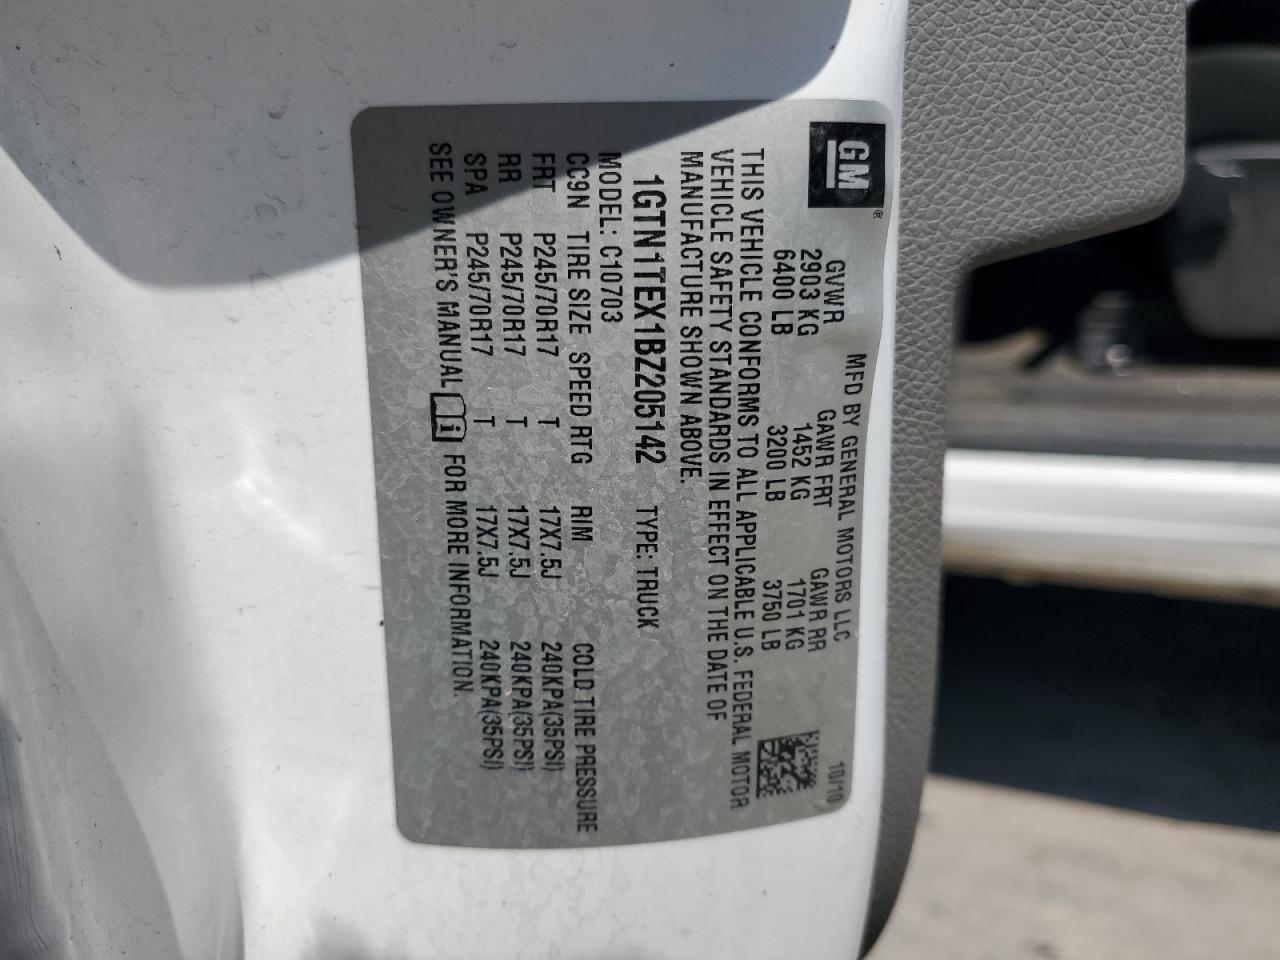 GM®
MFD BY GENERAL MOTORS LLC 10/10
GVWR GAWR FRT GAWR RR
2903 KG 1452 KG 1701 KG
6400 LB 3200 LB 3750 LB
THIS VEHICLE CONFORMS TO ALL APPLICABLE U.S. FEDERAL MOTOR
VEHICLE SAFETY STANDARDS IN EFFECT ON THE DATE OF
MANUFACTURE SHOWN ABOVE.
1GTN1TEX1BZ205142 TYPE: TRUCK
MODEL: C10703
CC9N TIRE SIZE SPEED RTG RIM COLD TIRE PRESSURE
FRT P245/70R17 T 17X7.5J 240KPA(35PSI)
RR P245/70R17 T 17X7.5J 240KPA(35PSI)
SPA P245/70R17 T 17X7.5J 240KPA(35PSI)
SEE OWNER'S MANUAL FOR MORE INFORMATION.